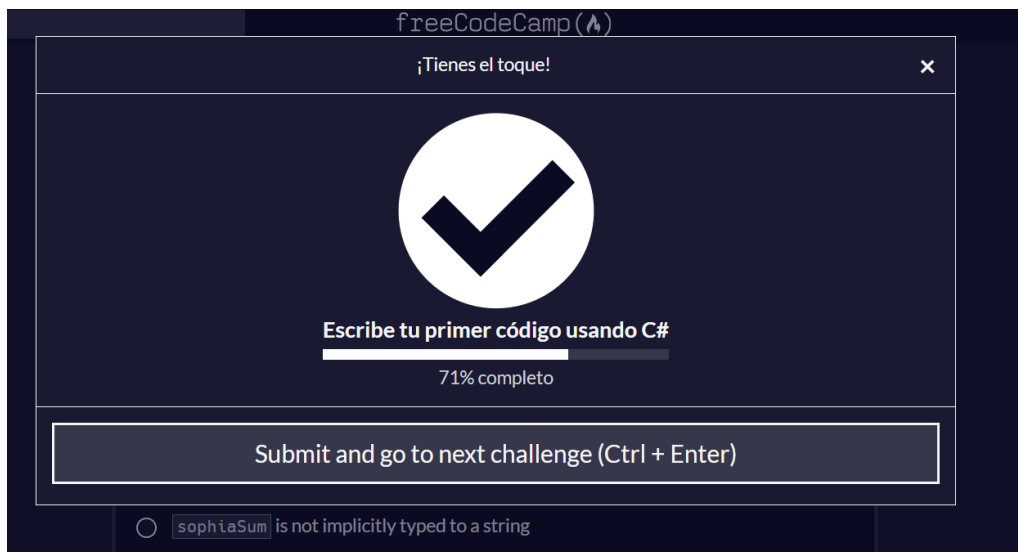 freeCodeCamp(🔥)
¡Tienes el toque!
×
Escribe tu primer código usando C#
71% completo
Submit and go to next challenge (Ctrl + Enter)
sophiaSum is not implicitly typed to a string